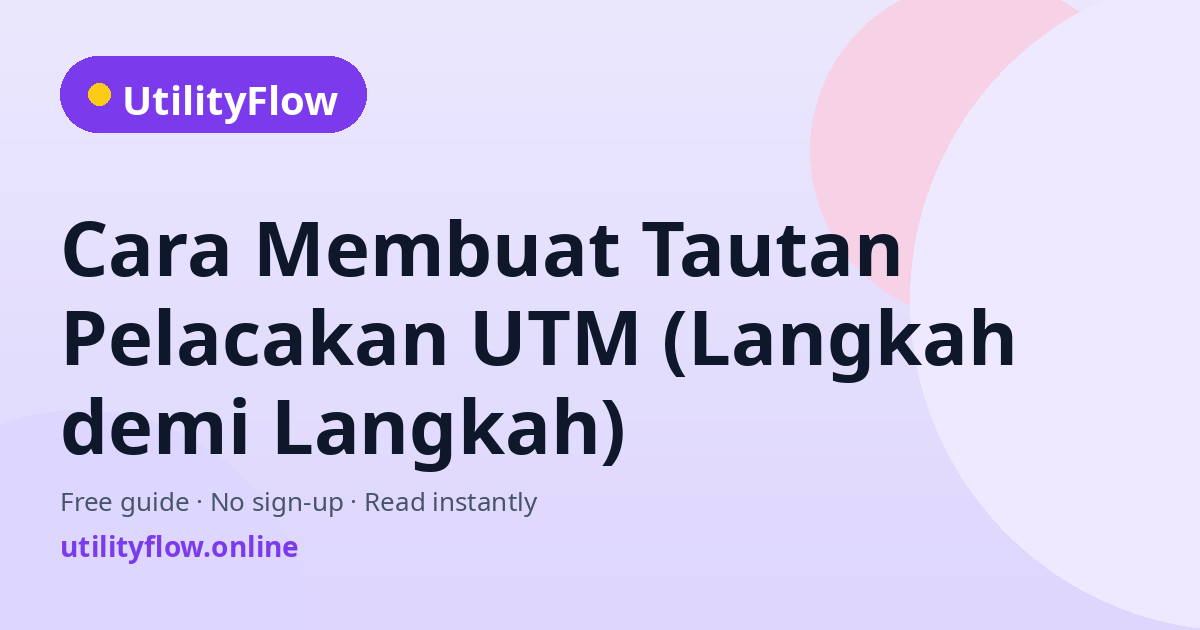 UtilityFlow
Cara Membuat Tautan
Pelacakan UTM (Langkah
demi Langkah)
Free guide · No sign-up · Read instantly
utilityflow.online